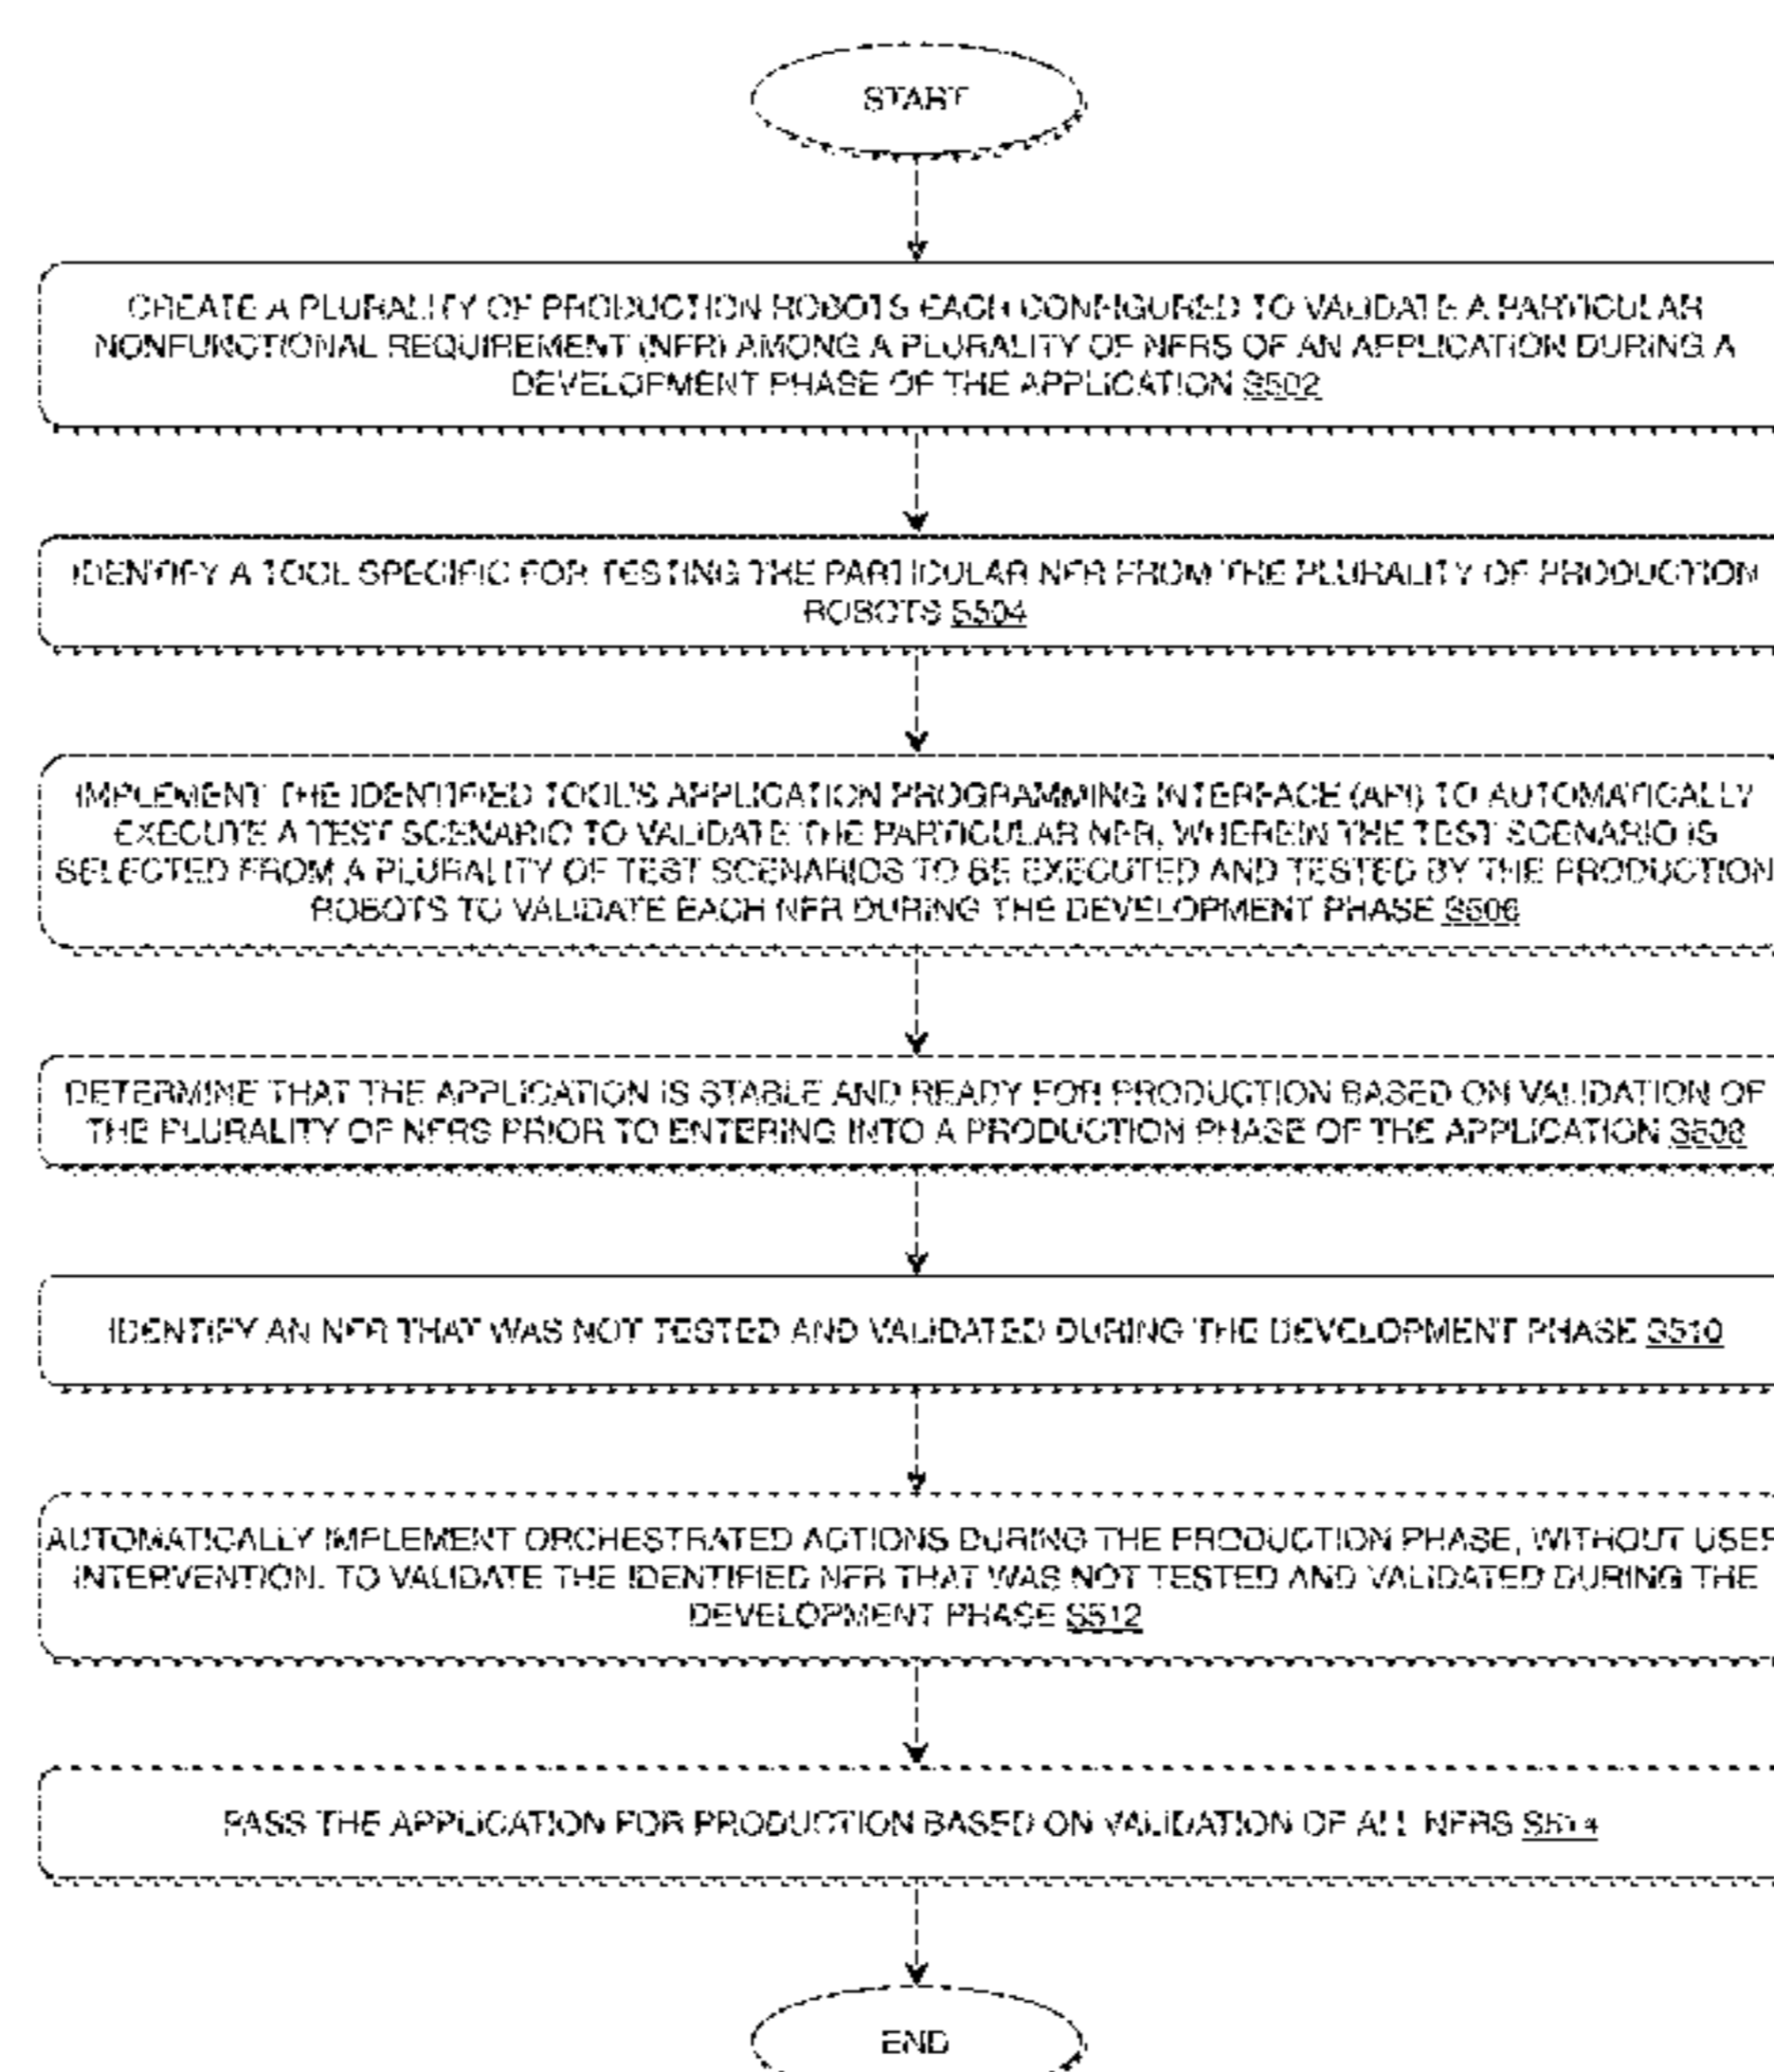 START
CREATE A PLURALITY OF PRODUCTION ROBOTS EACH CONFIGURED TO VALIDATE A PARTICULAR
NONFUNCTIONAL REQUIREMENT (NFR) AMONG A PLURALITY OF NFRS OF AN APPLICATION DURING A
DEVELOPMENT PHASE OF THE APPLICATION S502
IDENTIFY A TOOL SPECIFIC FOR TESTING THE PARTICULAR NFR FROM THE PLURALITY OF PRODUCTION
ROBOTS S504
IMPLEMENT THE IDENTIFIED TOOL'S APPLICATION PROGRAMMING INTERFACE (API) TO AUTOMATICALLY
EXECUTE A TEST SCENARIO TO VALIDATE THE PARTICULAR NFR, WHEREIN THE TEST SCENARIO IS
SELECTED FROM A PLURALITY OF TEST SCENARIOS TO BE EXECUTED AND TESTED BY THE PRODUCTION
ROBOTS TO VALIDATE EACH NFR DURING THE DEVELOPMENT PHASE S506
DETERMINE THAT THE APPLICATION IS STABLE AND READY FOR PRODUCTION BASED ON VALIDATION OF
THE PLURALITY OF NFRS PRIOR TO ENTERING INTO A PRODUCTION PHASE OF THE APPLICATION S508
IDENTIFY AN NFR THAT WAS NOT TESTED AND VALIDATED DURING THE DEVELOPMENT PHASE S510
AUTOMATICALLY IMPLEMENT ORCHESTRATED ACTIONS DURING THE PRODUCTION PHASE, WITHOUT USER
INTERVENTION, TO VALIDATE THE IDENTIFIED NFR THAT WAS NOT TESTED AND VALIDATED DURING THE
DEVELOPMENT PHASE S512
PASS THE APPLICATION FOR PRODUCTION BASED ON VALIDATION OF ALL NFRS S514
END